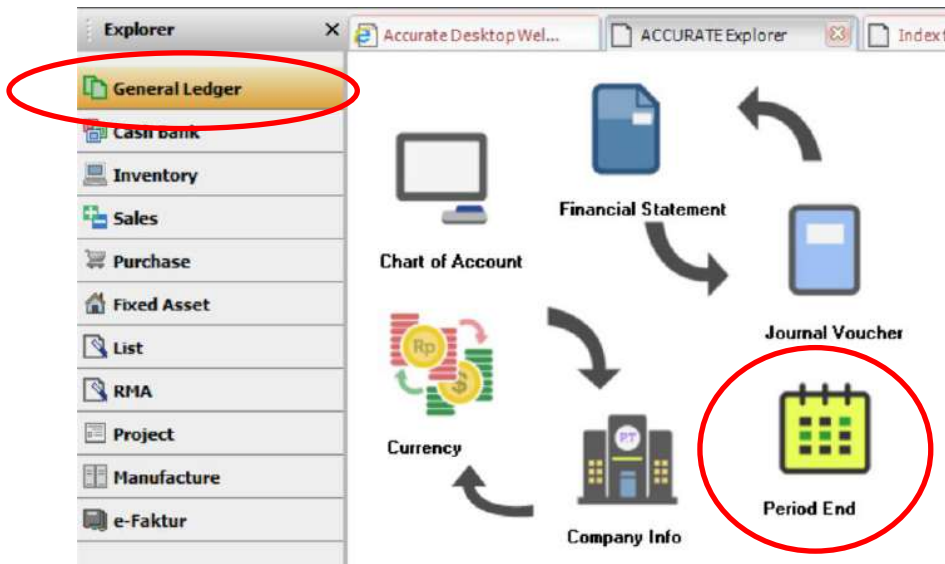 Explorer
Accurate Desktop Wel...
ACCURATE Explorer
Index
General Ledger
Cash bank
Inventory
Sales
Purchase
Fixed Asset
List
RMA
Project
Manufacture
e-Faktur
Financial Statement
Chart of Account
Journal Voucher
Rp
$
Currency
PT
Company Info
Period End